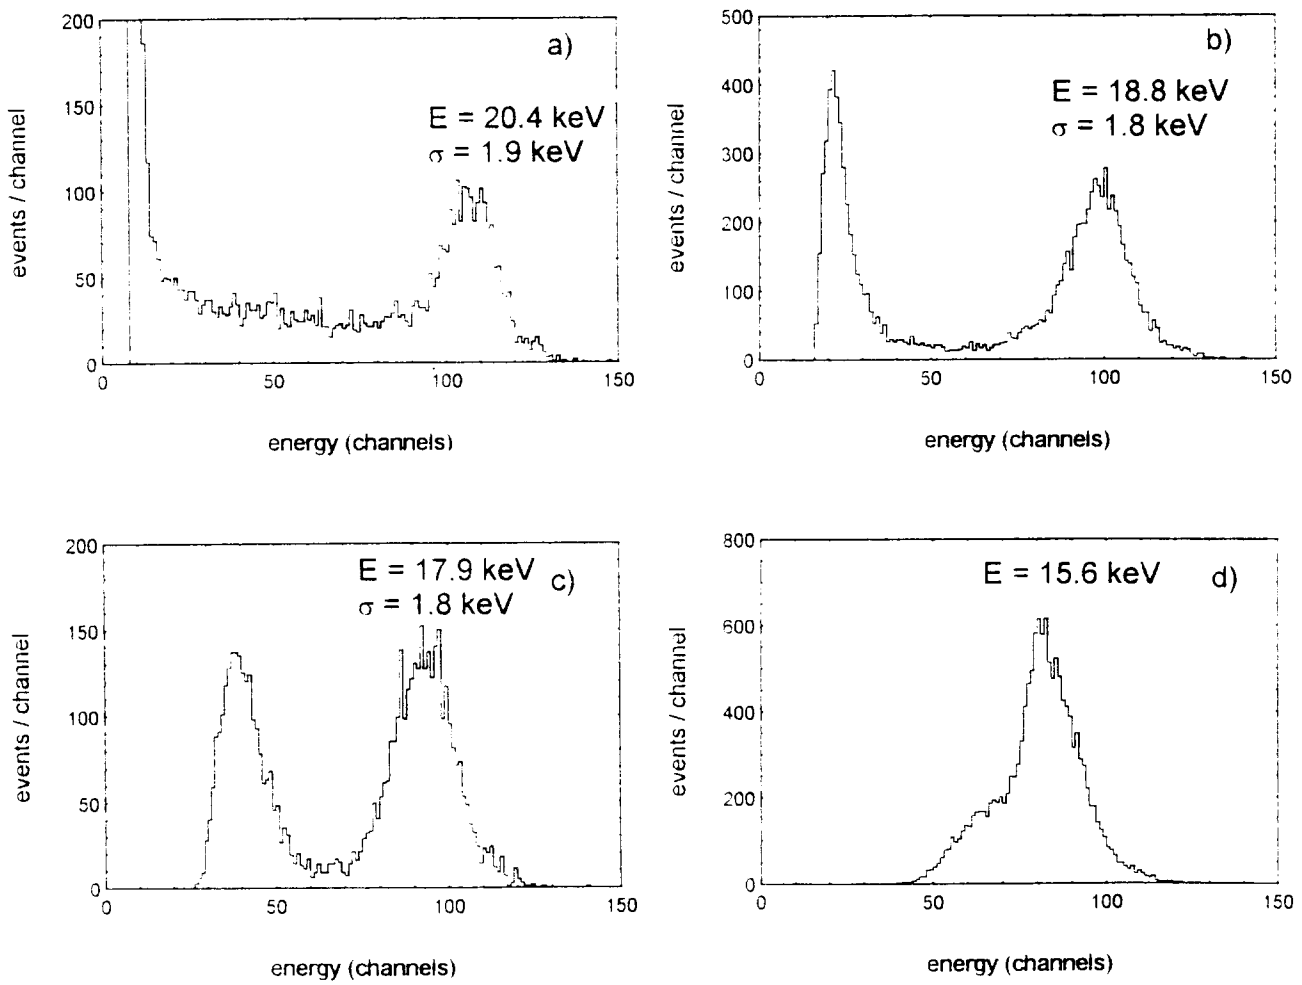 a)
E = 20.4 keV
σ = 1.9 keV
200
150
100
50
0
0 50 100 150
events / channel
energy (channels)
b)
E = 18.8 keV
σ = 1.8 keV
500
400
300
200
100
0
0 50 100 150
events / channel
energy (channels)
E = 17.9 keV c)
σ = 1.8 keV
200
150
100
50
0
0 50 100 150
events / channel
energy (channels)
E = 15.6 keV d)
800
600
400
200
0
0 50 100 150
events / channel
energy (channels)